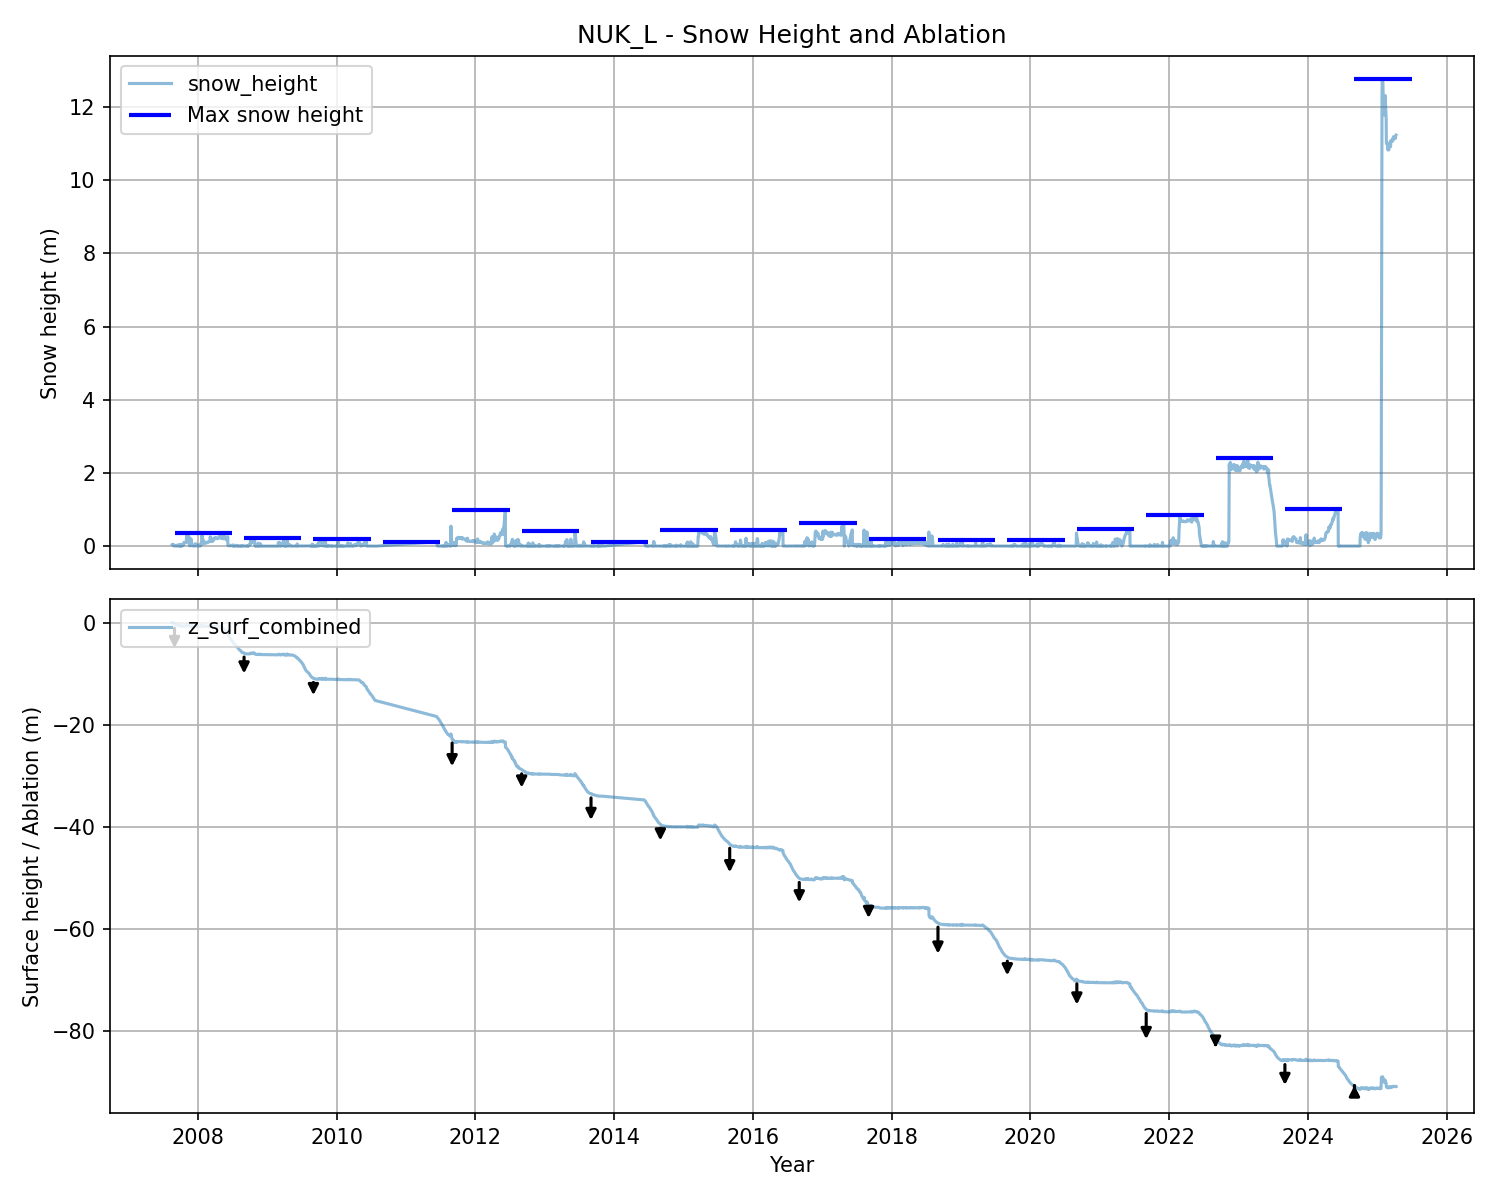 NUK_L - Snow Height and Ablation
snow_height
Max snow height
Snow height (m)
12
10
8
6
4
2
0
z_surf_combined
Surface height / Ablation (m)
0
−20
−40
−60
−80
2008 2010 2012 2014 2016 2018 2020 2022 2024 2026
Year